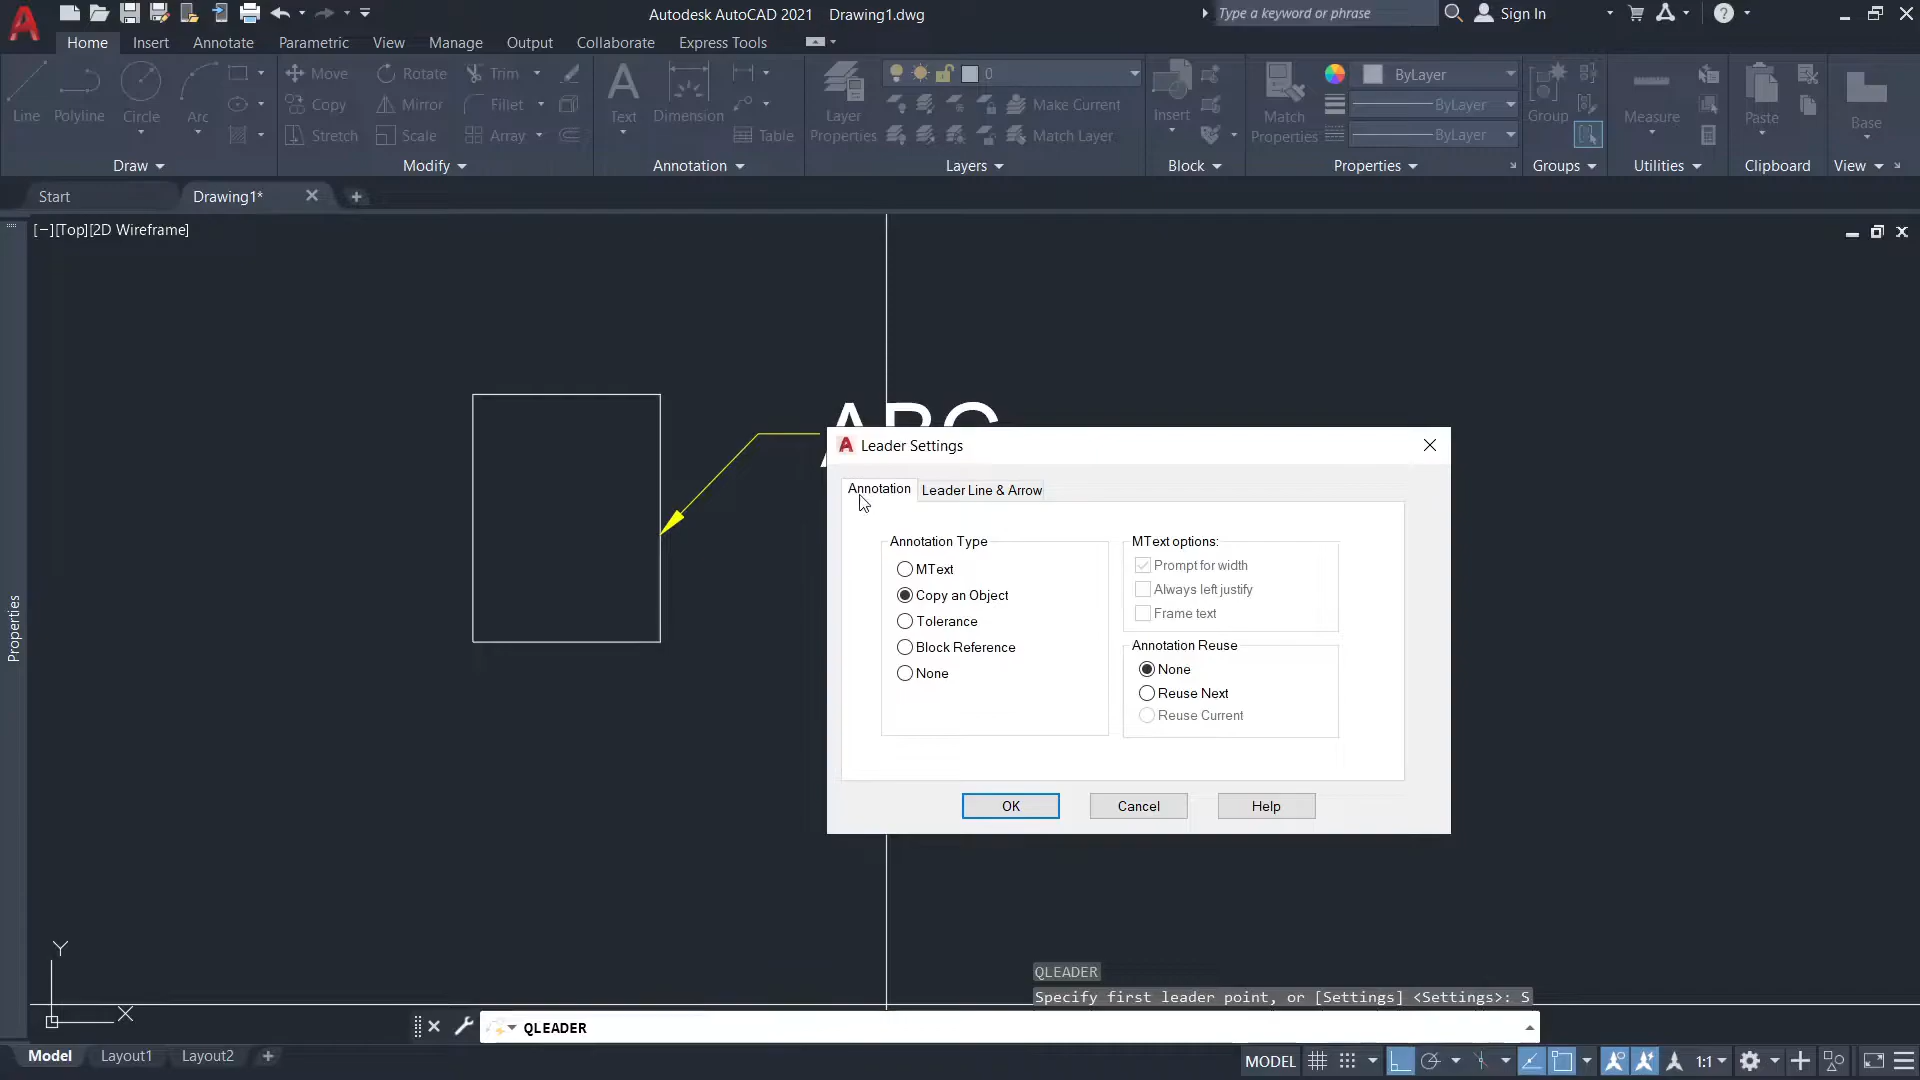 Autodesk AutoCAD 2021 Drawing1.dwg
Type a keyword or phrase
Sign In
Home Insert Annotate Parametric View Manage Output Collaborate Express Tools
Line Polyline Circle Arc
Move Rotate Trim
Copy Mirror Fillet
Stretch Scale Array
Text Dimension Table
Layer Properties
0
Make Current
Match Layer
Insert
Match Properties
ByLayer
ByLayer
ByLayer
Group
Measure
Paste
Base
Draw Modify Annotation Layers Block Properties Groups Utilities Clipboard View
Start Drawing1*
[−][Top][2D Wireframe]
Properties
ABC
Leader Settings
Annotation Leader Line & Arrow
Annotation Type
MText
Copy an Object
Tolerance
Block Reference
None
MText options:
Prompt for width
Always left justify
Frame text
Annotation Reuse
None
Reuse Next
Reuse Current
OK Cancel Help
Y
X
QLEADER
Specify first leader point, or [Settings] <Settings>: S
QLEADER
Model Layout1 Layout2
MODEL 1:1